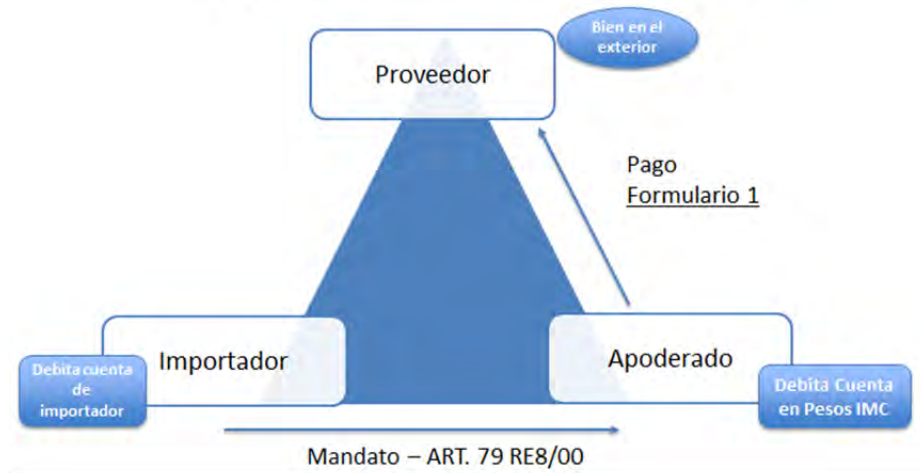 Bien en el
exterior
Proveedor
Pago
Formulario 1
Importador
Apoderado
Debita cuenta
de
importador
Debita Cuenta
en Pesos IMC
Mandato – ART. 79 RE8/00